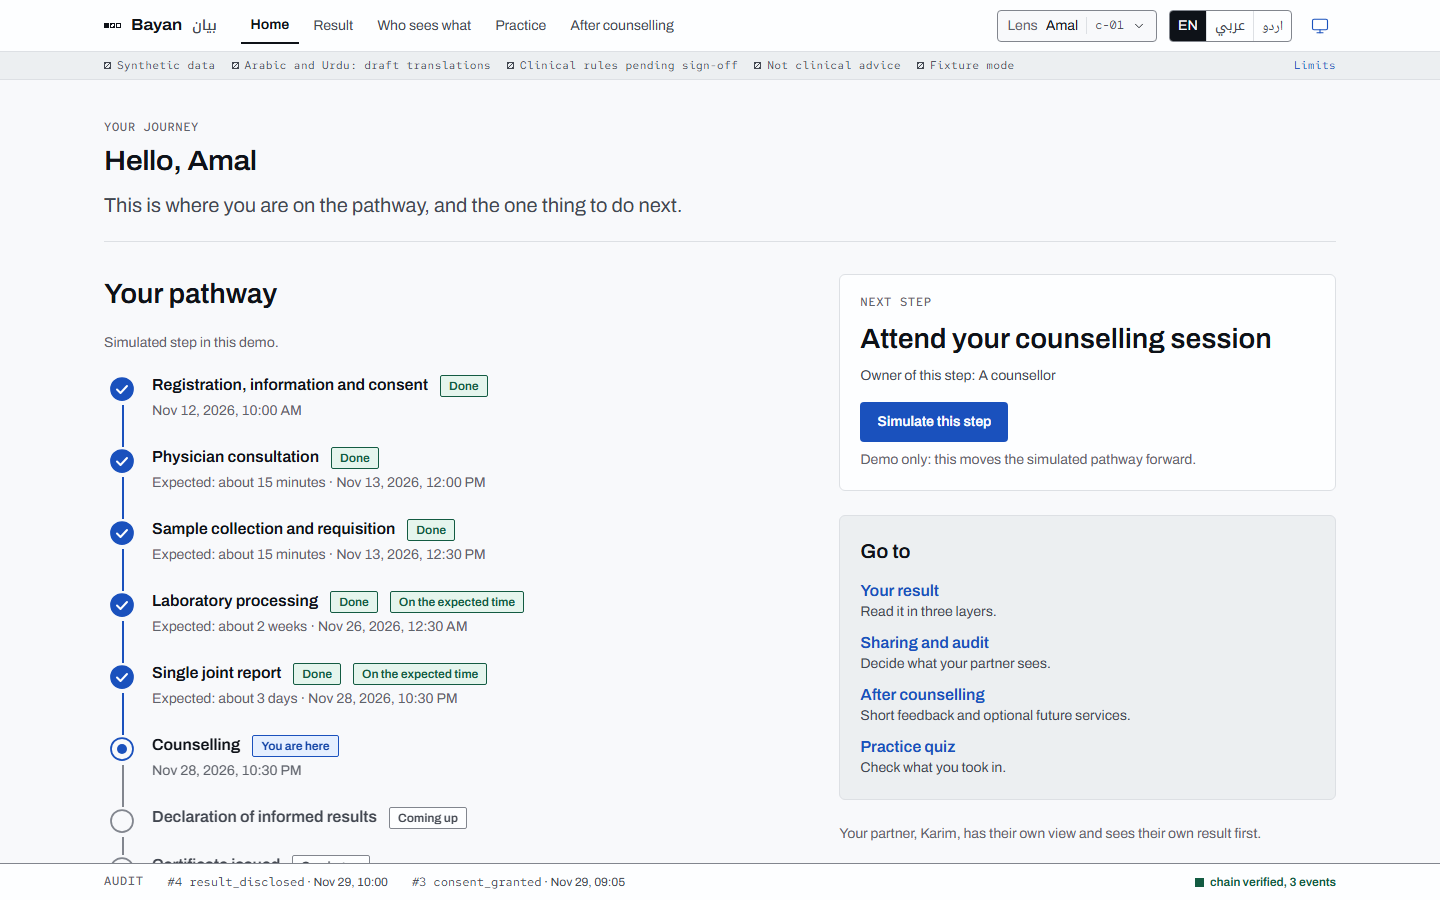 Bayan بيان Home Result Who sees what Practice After counselling Lens Amal c-01 EN عربي اردو
Synthetic data Arabic and Urdu: draft translations Clinical rules pending sign-off Not clinical advice Fixture mode Limits
YOUR JOURNEY
Hello, Amal
This is where you are on the pathway, and the one thing to do next.
Your pathway
Simulated step in this demo.
Registration, information and consent Done
Nov 12, 2026, 10:00 AM
Physician consultation Done
Expected: about 15 minutes · Nov 13, 2026, 12:00 PM
Sample collection and requisition Done
Expected: about 15 minutes · Nov 13, 2026, 12:30 PM
Laboratory processing Done On the expected time
Expected: about 2 weeks · Nov 26, 2026, 12:30 AM
Single joint report Done On the expected time
Expected: about 3 days · Nov 28, 2026, 10:30 PM
Counselling You are here
Nov 28, 2026, 10:30 PM
Declaration of informed results Coming up
Certificate issued
NEXT STEP
Attend your counselling session
Owner of this step: A counsellor
Simulate this step
Demo only: this moves the simulated pathway forward.
Go to
Your result
Read it in three layers.
Sharing and audit
Decide what your partner sees.
After counselling
Short feedback and optional future services.
Practice quiz
Check what you took in.
Your partner, Karim, has their own view and sees their own result first.
AUDIT #4 result_disclosed · Nov 29, 10:00 #3 consent_granted · Nov 29, 09:05 chain verified, 3 events